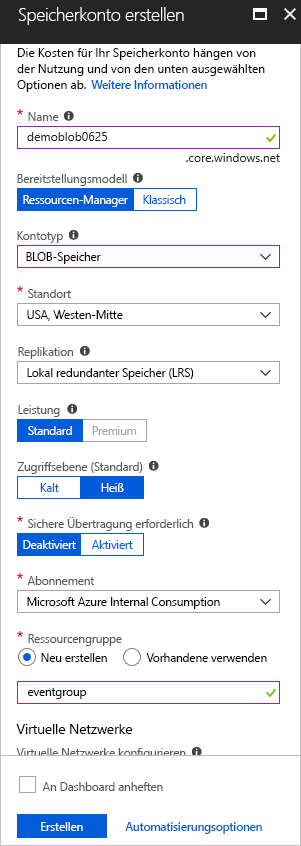 Speicherkonto erstellen
Die Kosten für Ihr Speicherkonto hängen von
der Nutzung und von den unten ausgewählten
Optionen ab. Weitere Informationen
* Name
demoblob0625
.core.windows.net
Bereitstellungsmodell
Ressourcen-Manager Klassisch
Kontotyp
BLOB-Speicher
* Standort
USA, Westen-Mitte
Replikation
Lokal redundanter Speicher (LRS)
Leistung
Standard Premium
Zugriffsebene (Standard)
Kalt Heiß
* Sichere Übertragung erforderlich
Deaktiviert Aktiviert
* Abonnement
Microsoft Azure Internal Consumption
* Ressourcengruppe
Neu erstellen Vorhandene verwenden
eventgroup
Virtuelle Netzwerke
Virtuelle Netzwerke konfigurieren
An Dashboard anheften
Erstellen Automatisierungsoptionen